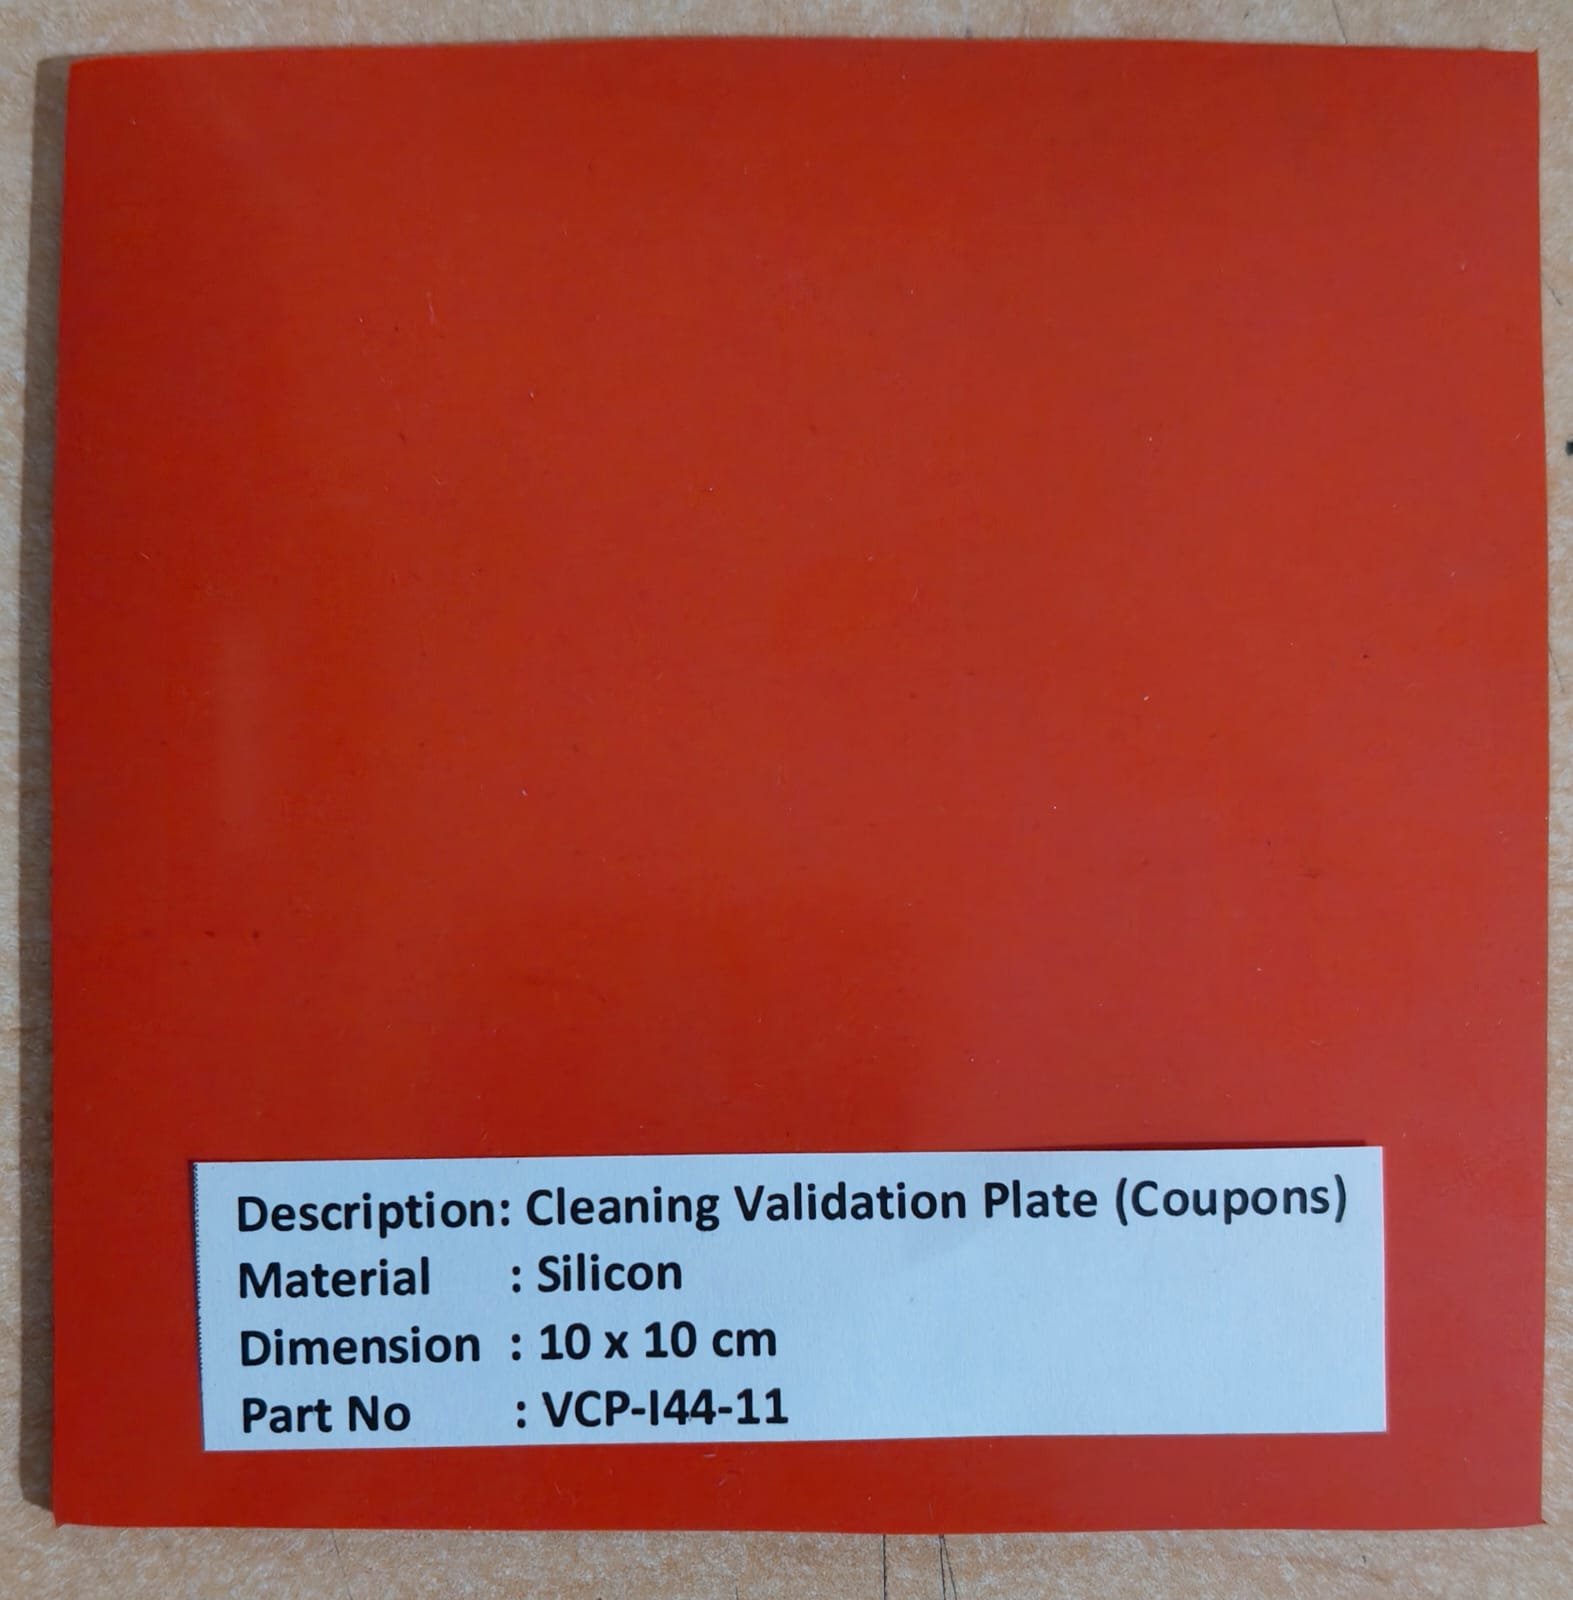 Description: Cleaning Validation Plate (Coupons)
Material : Silicon
Dimension : 10 x 10 cm
Part No : VCP-I44-11